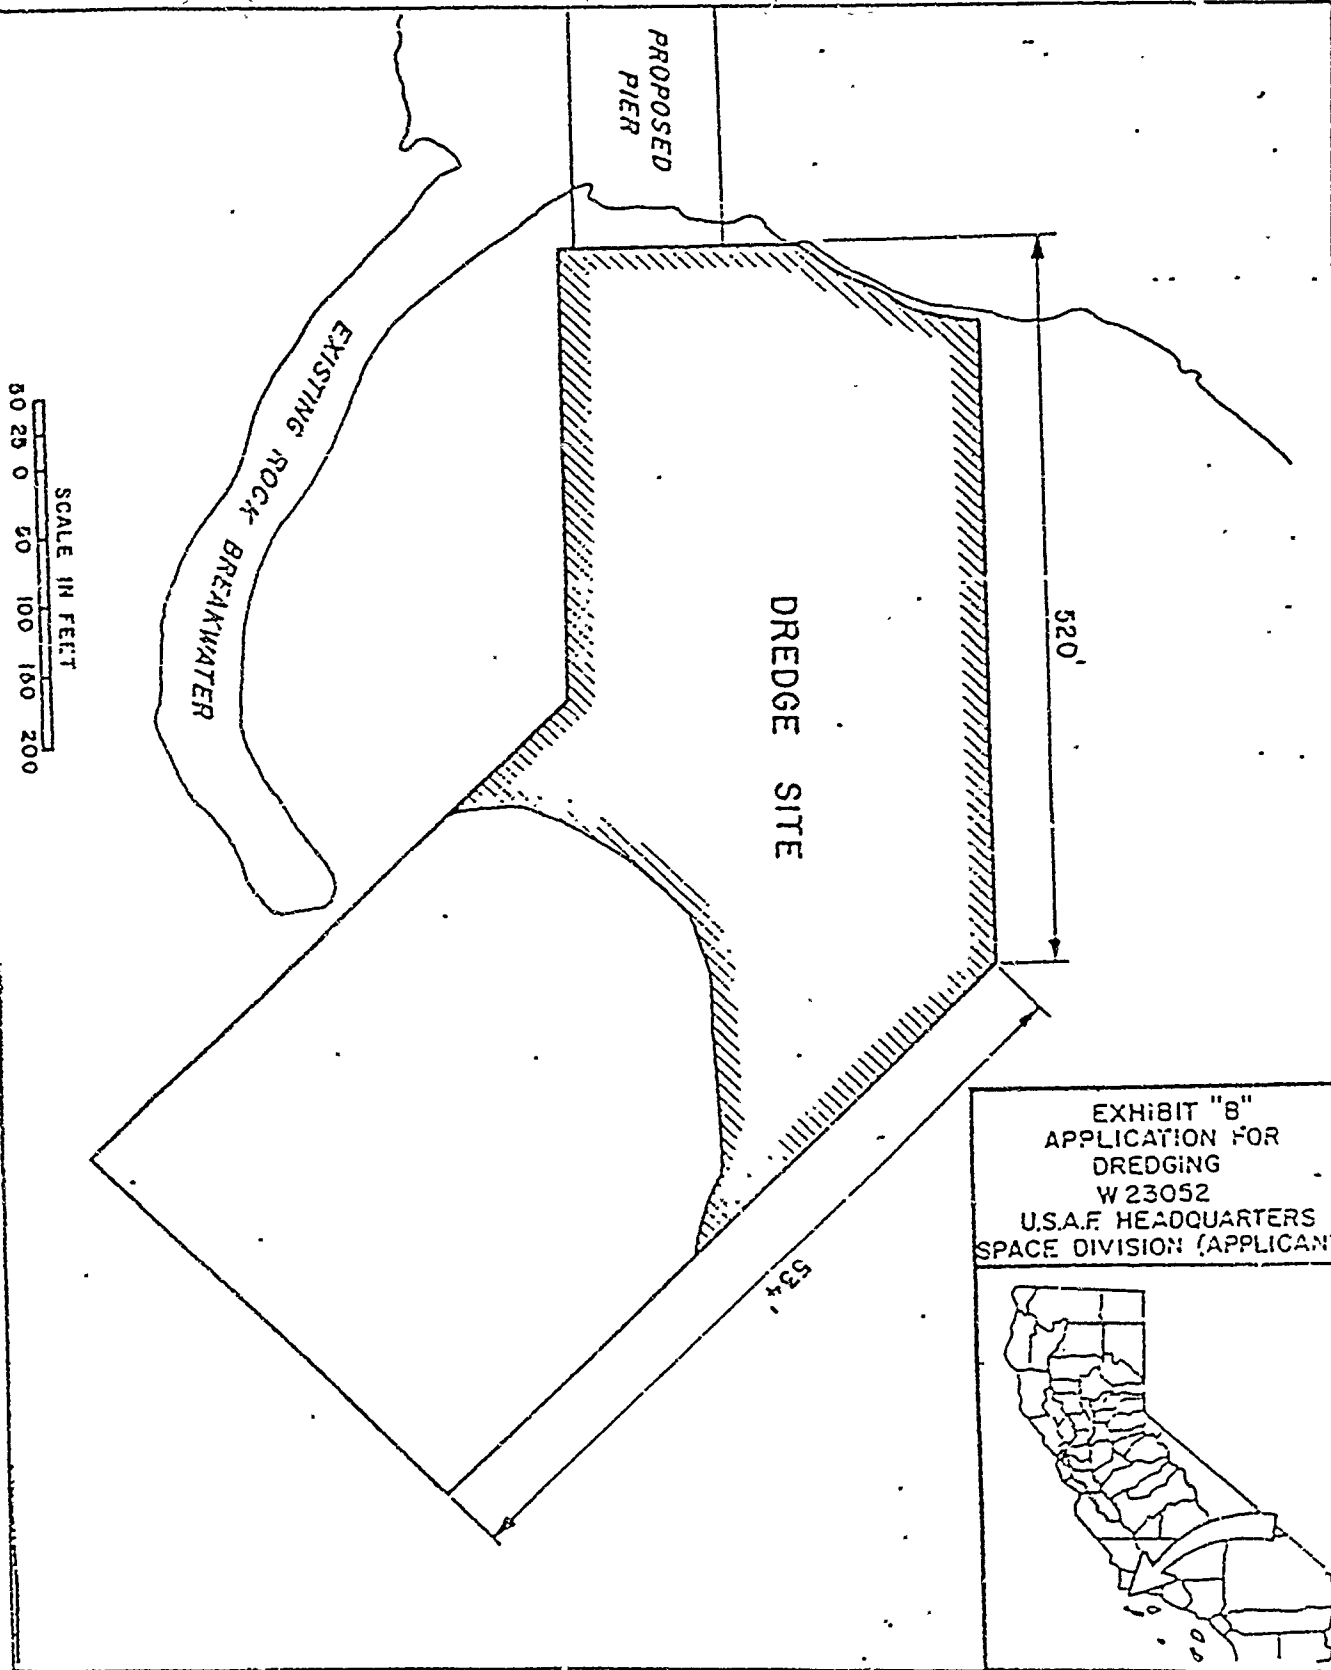 PROPOSED
PIER
EXISTING ROCK BREAKWATER
DREDGE SITE
520'
534'
SCALE IN FEET
50 25 0 50 100 150 200
EXHIBIT "B"
APPLICATION FOR
DREDGING
W 23052
U.S.A.F. HEADQUARTERS
SPACE DIVISION (APPLICAN